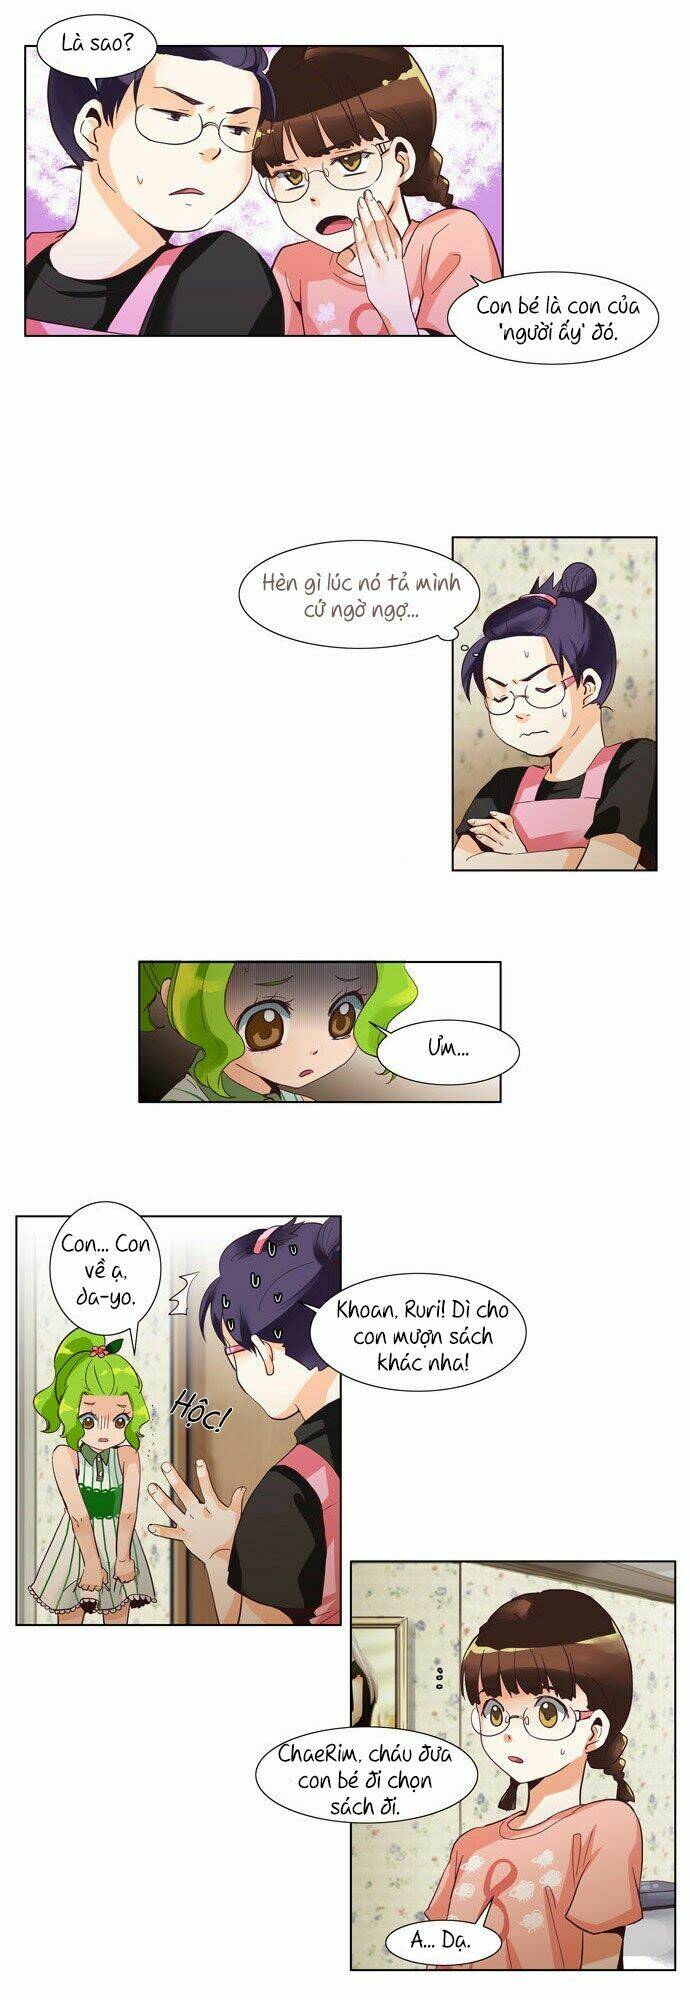 Là sao?
Con bé là con của
'người ấy' đó.
Hèn gì lúc nó tả mình
cứ ngờ ngợ...
Ưm...
Con... Con
về ạ,
da-yo.
Khoan, Ruri! Dì cho
con mượn sách
khác nha!
Hộc!
ChaeRim, cháu đưa
con bé đi chọn
sách đi.
A... Dạ.